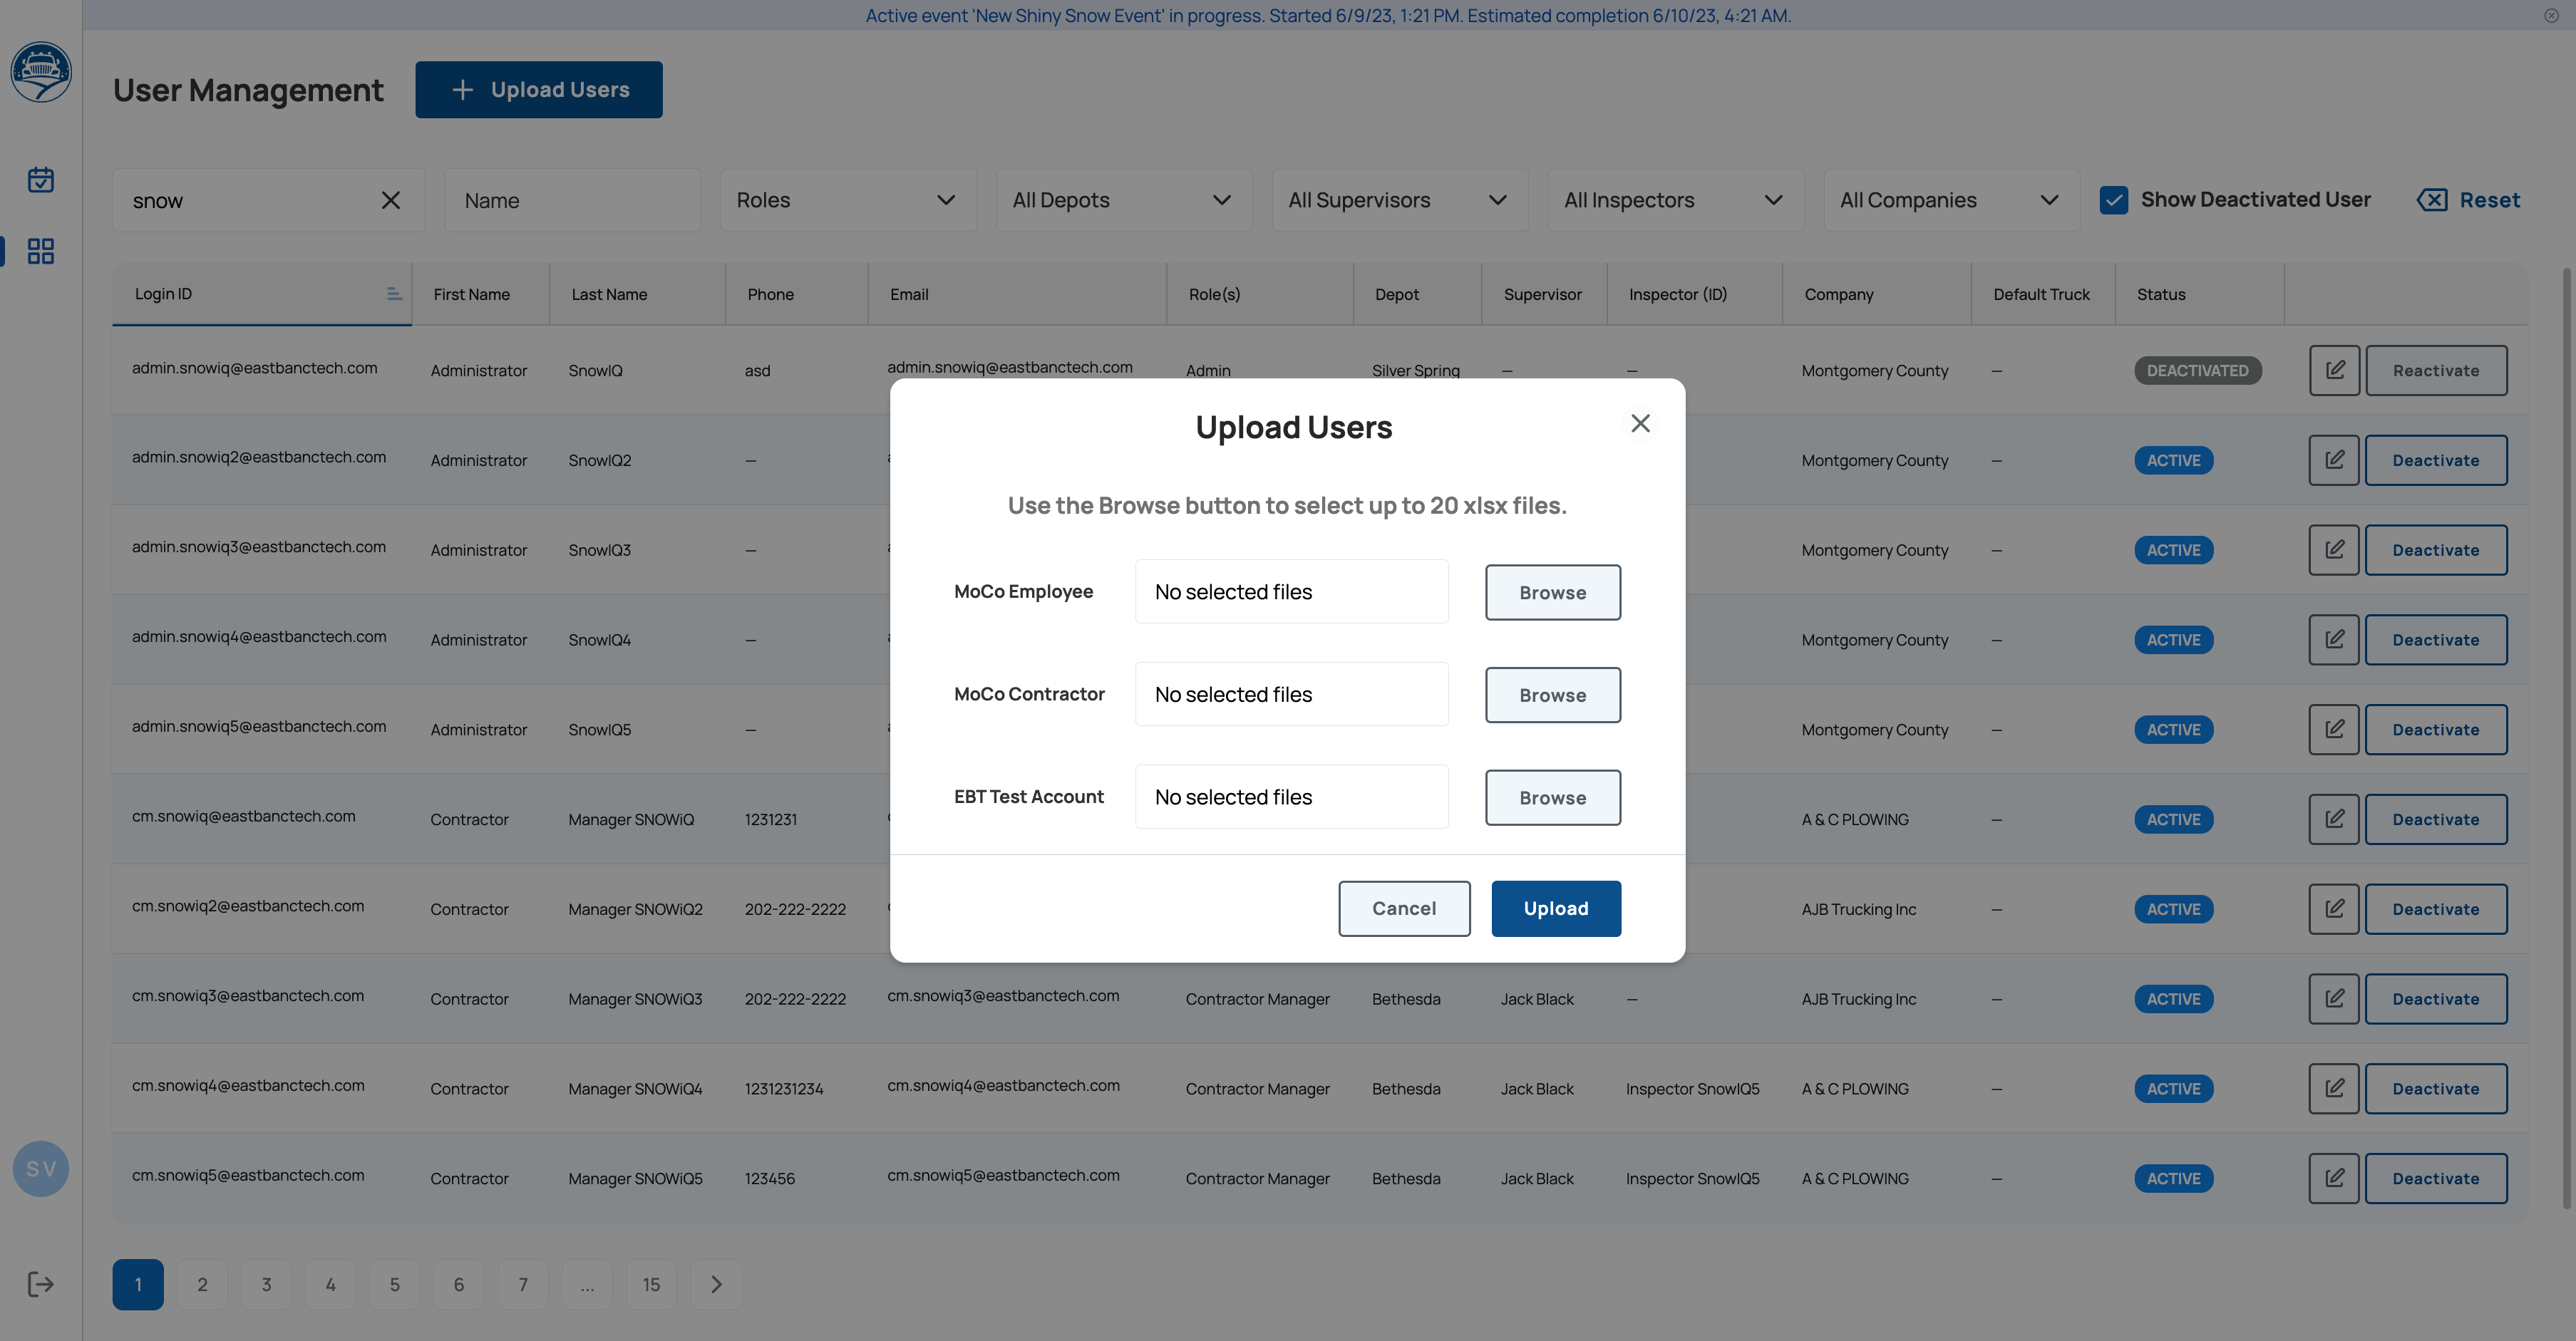 Active event 'New Shiny Snow Event' in progress. Started 6/9/23, 1:21 PM. Estimated completion 6/10/23, 4:21 AM.
User Management
Upload Users
snow
Name
Roles
All Depots
All Supervisors
All Inspectors
All Companies
Show Deactivated User
Reset
Login ID
First Name
Last Name
Phone
Email
Role(s)
Depot
Supervisor
Inspector (ID)
Company
Default Truck
Status
admin.snowiq@eastbanctech.com
Administrator
SnowIQ
asd
admin.snowiq@eastbanctech.com
Admin
Silver Spring
—
—
Montgomery County
—
DEACTIVATED
Reactivate
admin.snowiq2@eastbanctech.com
Administrator
SnowIQ2
—
Montgomery County
—
ACTIVE
Deactivate
admin.snowiq3@eastbanctech.com
Administrator
SnowIQ3
—
Montgomery County
—
ACTIVE
Deactivate
admin.snowiq4@eastbanctech.com
Administrator
SnowIQ4
—
Montgomery County
—
ACTIVE
Deactivate
admin.snowiq5@eastbanctech.com
Administrator
SnowIQ5
—
Montgomery County
—
ACTIVE
Deactivate
cm.snowiq@eastbanctech.com
Contractor
Manager SNOWiQ
1231231
A & C PLOWING
—
ACTIVE
Deactivate
cm.snowiq2@eastbanctech.com
Contractor
Manager SNOWiQ2
202-222-2222
AJB Trucking Inc
—
ACTIVE
Deactivate
cm.snowiq3@eastbanctech.com
Contractor
Manager SNOWiQ3
202-222-2222
cm.snowiq3@eastbanctech.com
Contractor Manager
Bethesda
Jack Black
—
AJB Trucking Inc
—
ACTIVE
Deactivate
cm.snowiq4@eastbanctech.com
Contractor
Manager SNOWiQ4
1231231234
cm.snowiq4@eastbanctech.com
Contractor Manager
Bethesda
Jack Black
Inspector SnowIQ5
A & C PLOWING
—
ACTIVE
Deactivate
cm.snowiq5@eastbanctech.com
Contractor
Manager SNOWiQ5
123456
cm.snowiq5@eastbanctech.com
Contractor Manager
Bethesda
Jack Black
Inspector SnowIQ5
A & C PLOWING
—
ACTIVE
Deactivate
Upload Users
Use the Browse button to select up to 20 xlsx files.
MoCo Employee
No selected files
Browse
MoCo Contractor
No selected files
Browse
EBT Test Account
No selected files
Browse
Cancel
Upload
SV
1
2
3
4
5
6
7
...
15